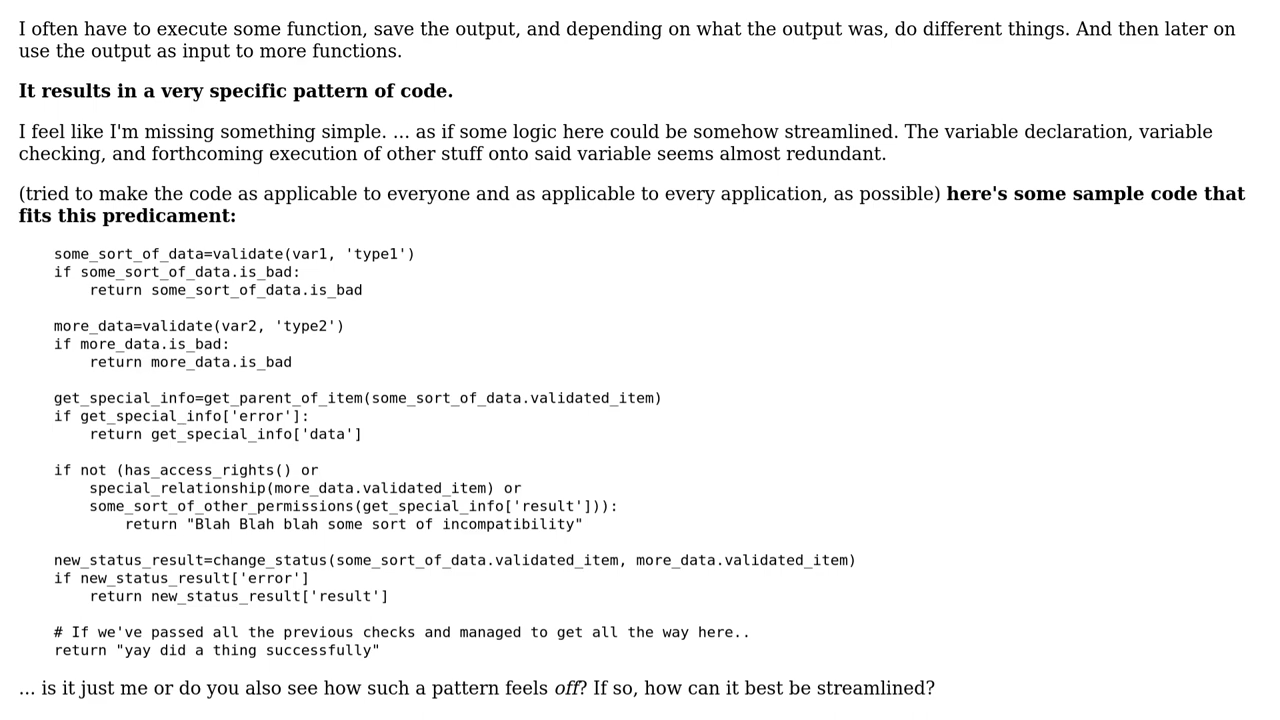 I often have to execute some function, save the output, and depending on what the output was, do different things. And then later on
use the output as input to more functions.
It results in a very specific pattern of code.
I feel like I'm missing something simple. ... as if some logic here could be somehow streamlined. The variable declaration, variable
checking, and forthcoming execution of other stuff onto said variable seems almost redundant.
(tried to make the code as applicable to everyone and as applicable to every application, as possible) here's some sample code that
fits this predicament:
some_sort_of_data=validate(var1, 'type1')
if some_sort_of_data.is_bad:
    return some_sort_of_data.is_bad

more_data=validate(var2, 'type2')
if more_data.is_bad:
    return more_data.is_bad

get_special_info=get_parent_of_item(some_sort_of_data.validated_item)
if get_special_info['error']:
    return get_special_info['data']

if not (has_access_rights() or
    special_relationship(more_data.validated_item) or
    some_sort_of_other_permissions(get_special_info['result'])):
        return "Blah Blah blah some sort of incompatibility"

new_status_result=change_status(some_sort_of_data.validated_item, more_data.validated_item)
if new_status_result['error']
    return new_status_result['result']

# If we've passed all the previous checks and managed to get all the way here..
return "yay did a thing successfully"
... is it just me or do you also see how such a pattern feels off? If so, how can it best be streamlined?